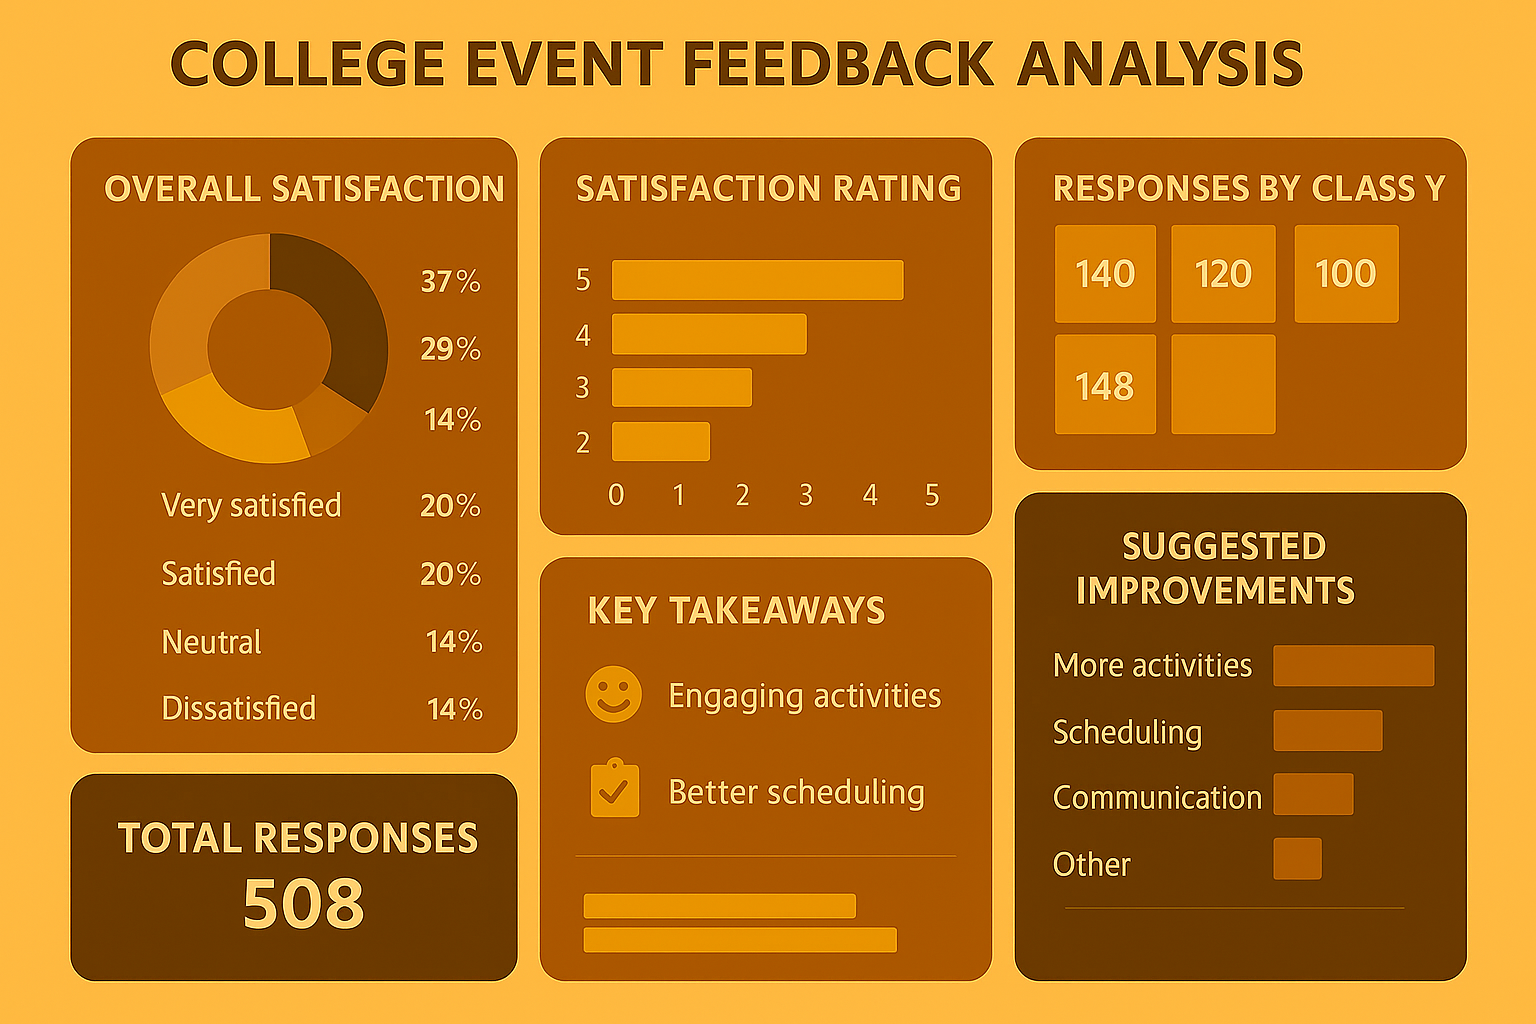 COLLEGE EVENT FEEDBACK ANALYSIS
OVERALL SATISFACTION
37%
29%
14%
Very satisfied 20%
Satisfied 20%
Neutral 14%
Dissatisfied 14%
TOTAL RESPONSES
508
SATISFACTION RATING
5
4
3
2
0 1 2 3 4 5
KEY TAKEAWAYS
Engaging activities
Better scheduling
RESPONSES BY CLASS Y
140 120 100
148
SUGGESTED
IMPROVEMENTS
More activities
Scheduling
Communication
Other